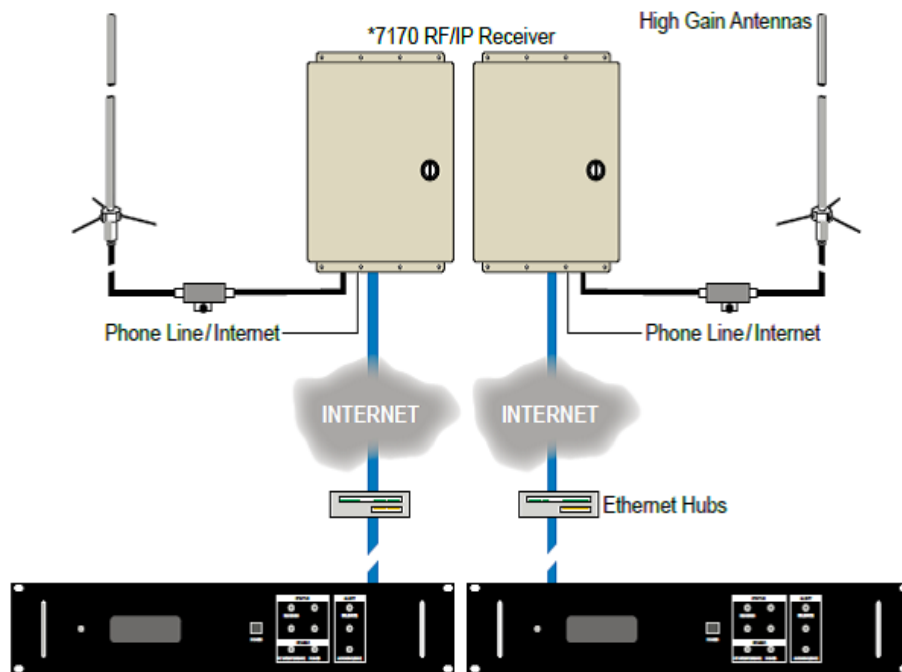 *7170 RF/IP Receiver
High Gain Antennas
Phone Line/Internet
Phone Line/Internet
INTERNET
INTERNET
Ethernet Hubs